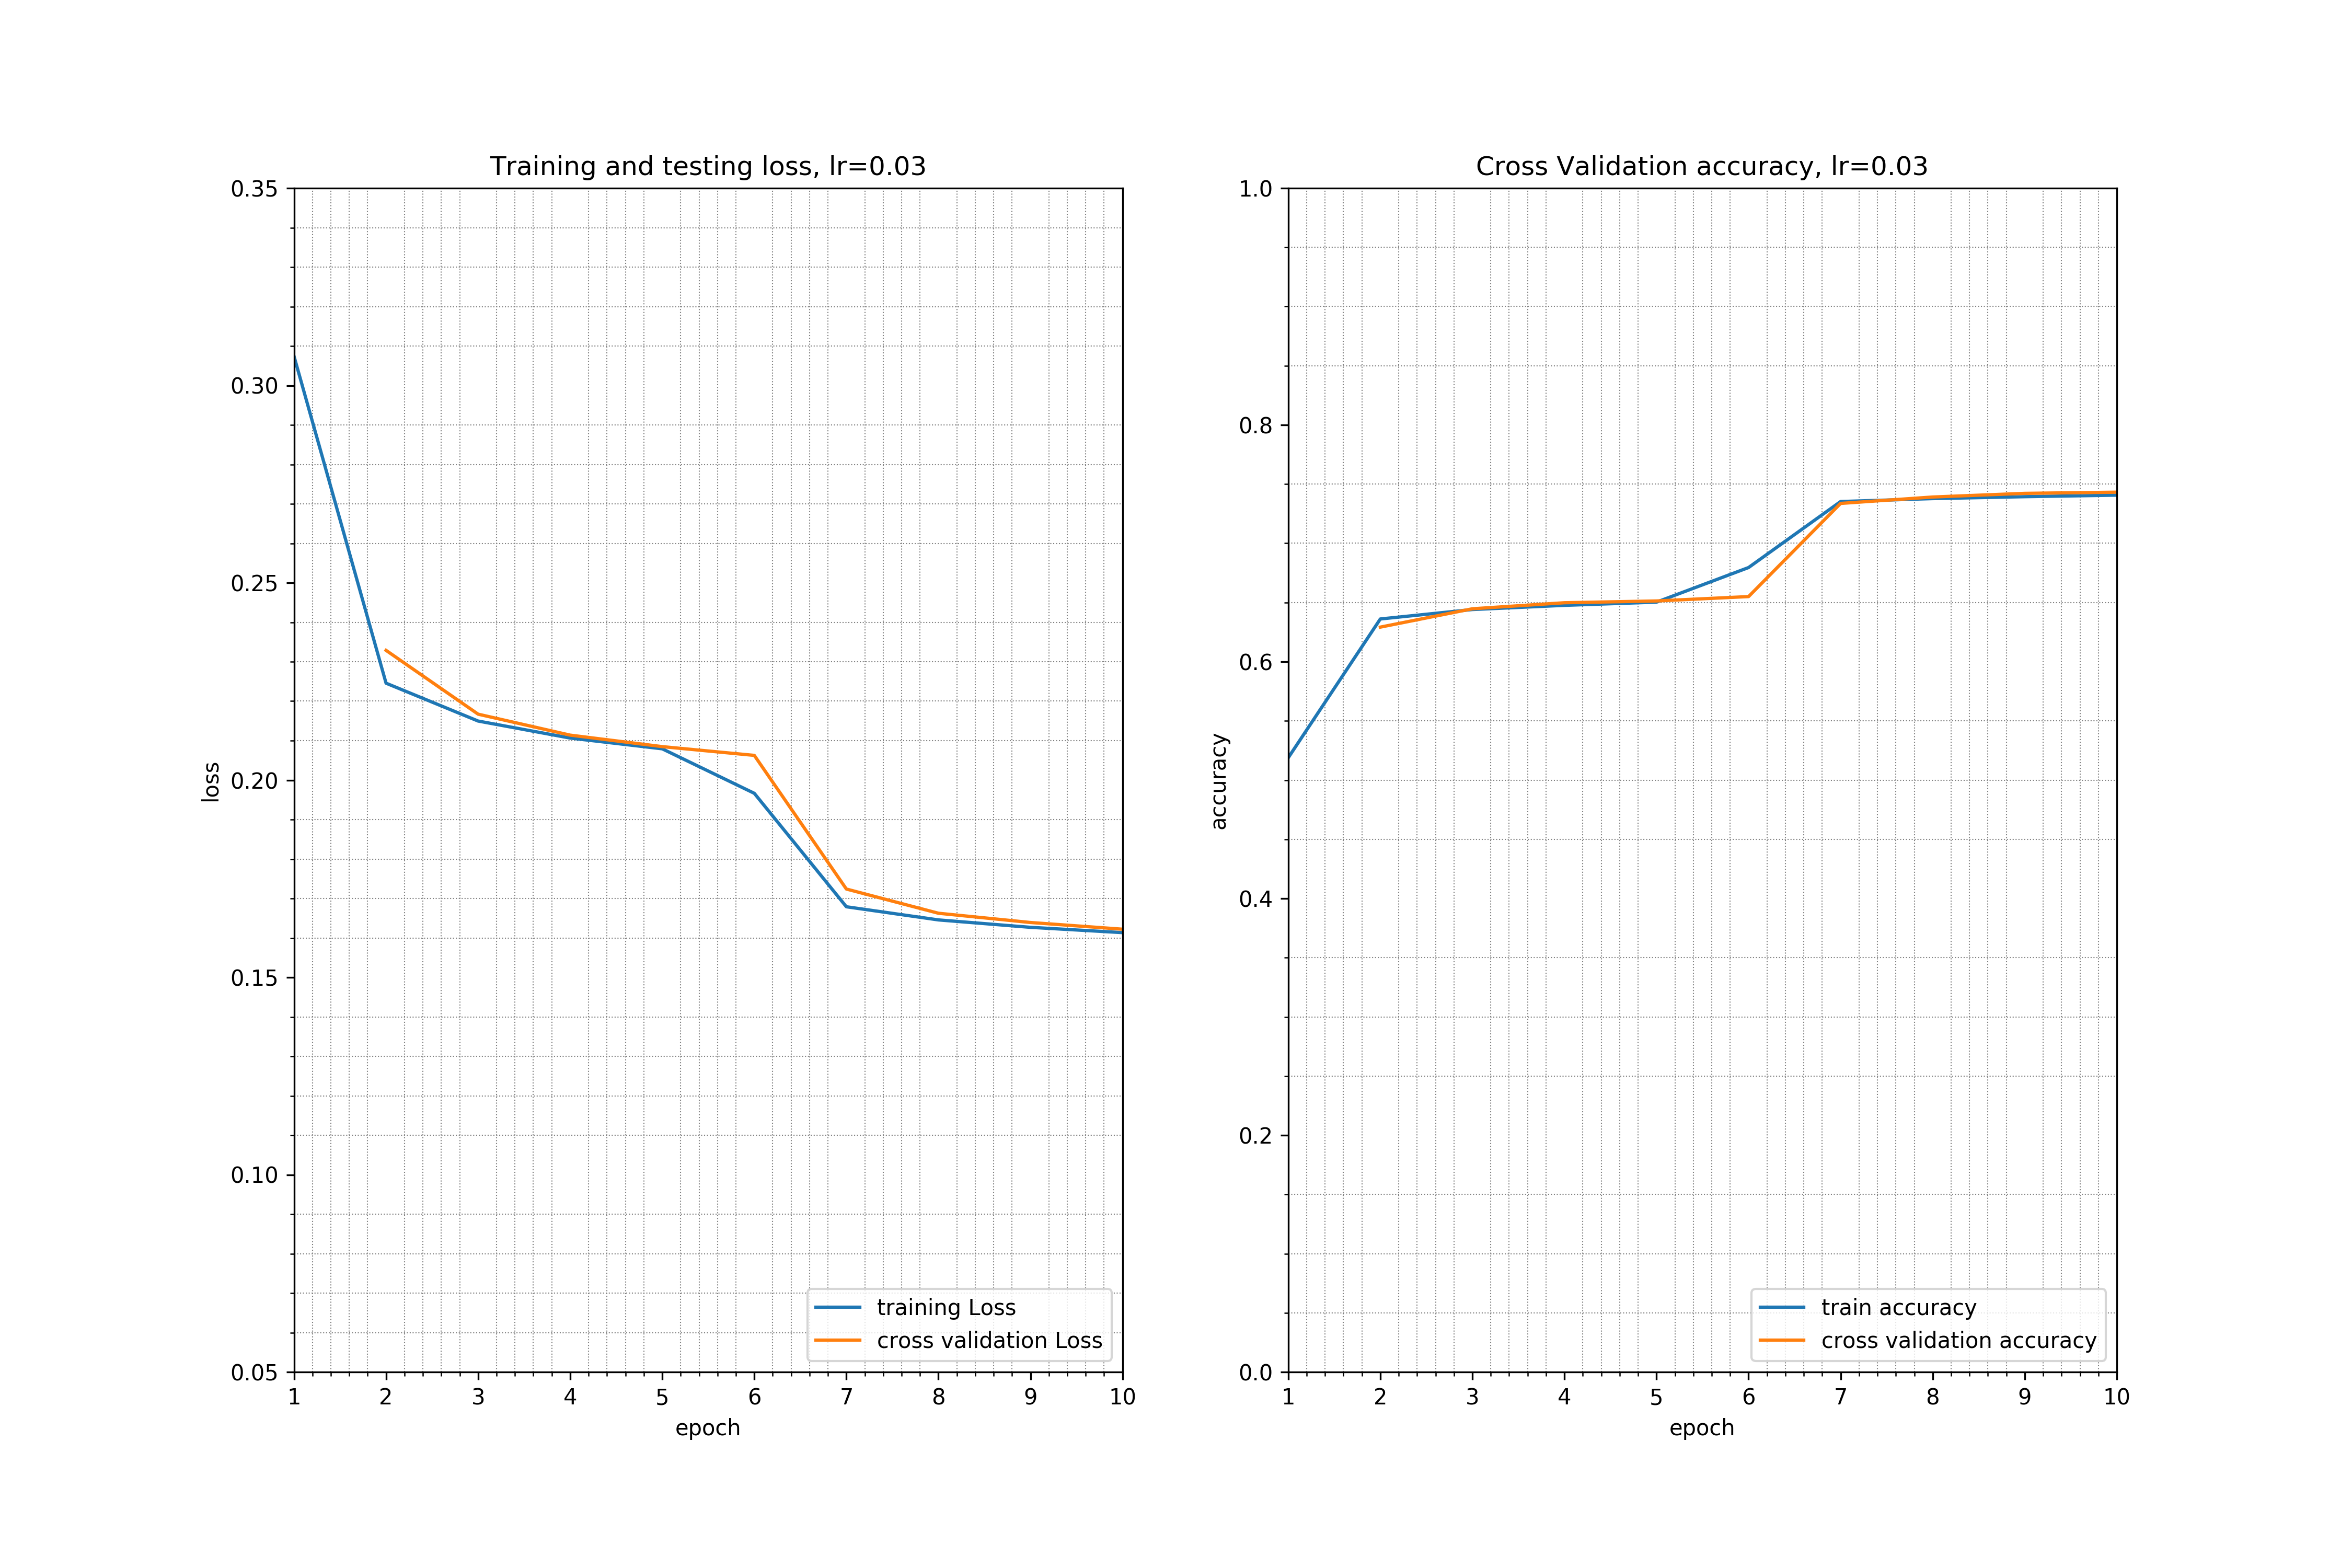 Training and testing loss, lr=0.03
0.35
0.30
0.25
0.20
0.15
0.10
0.05
loss
1 2 3 4 5 6 7 8 9 10
epoch
training Loss
cross validation Loss
Cross Validation accuracy, lr=0.03
1.0
0.8
0.6
0.4
0.2
0.0
accuracy
1 2 3 4 5 6 7 8 9 10
epoch
train accuracy
cross validation accuracy